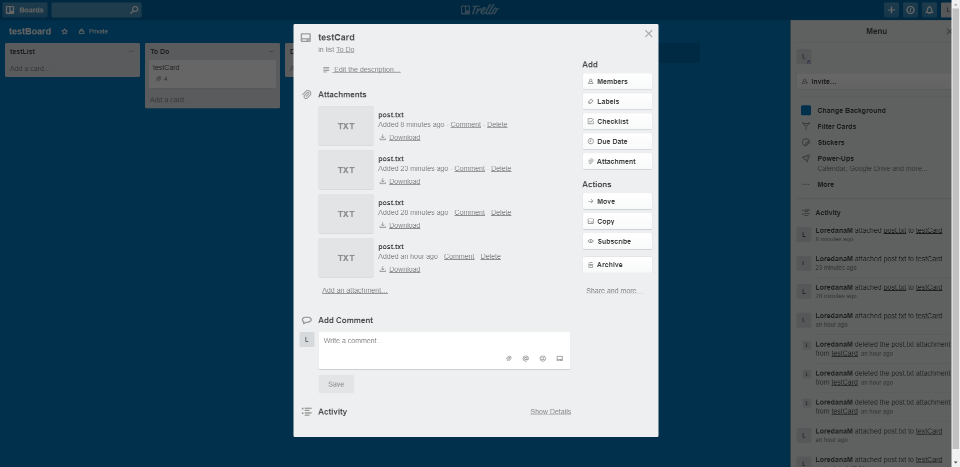 Boards
Trello
L
testBoard
Private
testList
Add a card...
To Do
testCard
4
Add a card...
D
testCard
in list To Do
Edit the description...
Attachments
TXT
post.txt
Added 8 minutes ago - Comment - Delete
Download
TXT
post.txt
Added 23 minutes ago - Comment - Delete
Download
TXT
post.txt
Added 28 minutes ago - Comment - Delete
Download
TXT
post.txt
Added an hour ago - Comment - Delete
Download
Add an attachment...
Add Comment
L
Write a comment...
Save
Activity
Show Details
Add
Members
Labels
Checklist
Due Date
Attachment
Actions
Move
Copy
Subscribe
Archive
Share and more...
Menu
L
Invite...
Change Background
Filter Cards
Stickers
Power-Ups
Calendar, Google Drive and more...
More
Activity
L
LoredanaM attached post.txt to testCard
8 minutes ago
L
LoredanaM attached post.txt to testCard
23 minutes ago
L
LoredanaM attached post.txt to testCard
28 minutes ago
L
LoredanaM attached post.txt to testCard
an hour ago
L
LoredanaM deleted the post.txt attachment
from testCard an hour ago
L
LoredanaM deleted the post.txt attachment
from testCard an hour ago
L
LoredanaM deleted the post.txt attachment
from testCard an hour ago
L
LoredanaM attached post.txt to testCard
an hour ago
LoredanaM attached post.txt to testCard